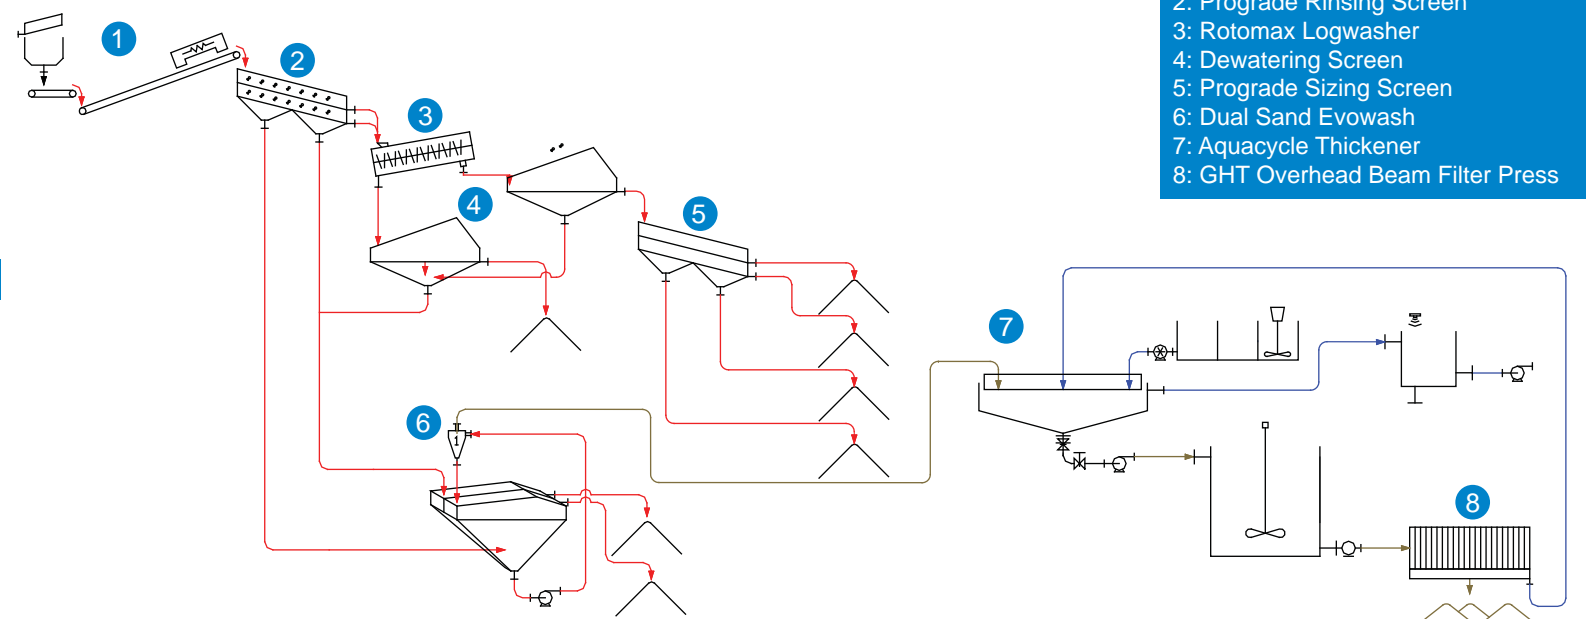 1
2
3
4
5
6
7
8
1
2: Prograde Rinsing Screen
3: Rotomax Logwasher
4: Dewatering Screen
5: Prograde Sizing Screen
6: Dual Sand Evowash
7: Aquacycle Thickener
8: GHT Overhead Beam Filter Press